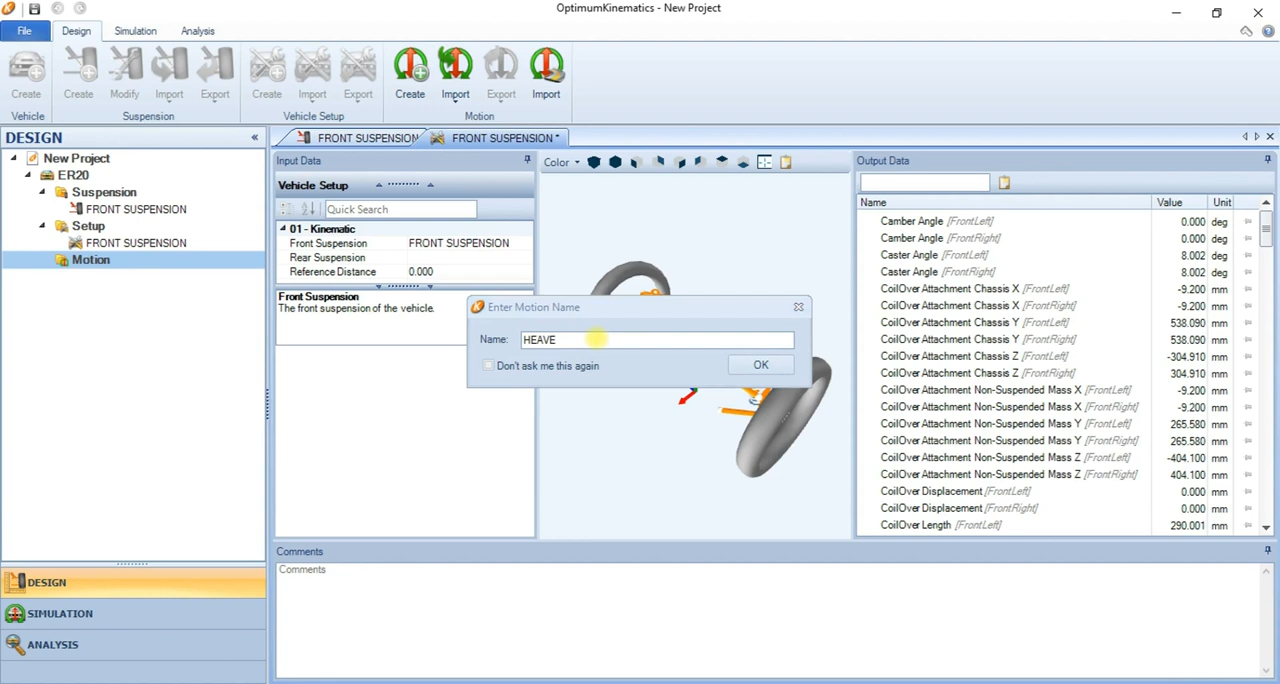 OptimumKinematics - New Project
File Design Simulation Analysis
Create Create Modify Import Export Create Import Export Create Import Export Import
Vehicle Suspension Vehicle Setup Motion
DESIGN «
New Project
ER20
Suspension
FRONT SUSPENSION
Setup
FRONT SUSPENSION
Motion
DESIGN
SIMULATION
ANALYSIS
FRONT SUSPENSION FRONT SUSPENSION *
Input Data
Vehicle Setup
Quick Search
01 - Kinematic
Front Suspension FRONT SUSPENSION
Rear Suspension
Reference Distance 0.000
Front Suspension
The front suspension of the vehicle.
Color
Enter Motion Name
Name: HEAVE
Don't ask me this again OK
Output Data
Name Value Unit
Camber Angle [FrontLeft] 0.000 deg
Camber Angle [FrontRight] 0.000 deg
Caster Angle [FrontLeft] 8.002 deg
Caster Angle [FrontRight] 8.002 deg
CoilOver Attachment Chassis X [FrontLeft] -9.200 mm
CoilOver Attachment Chassis X [FrontRight] -9.200 mm
CoilOver Attachment Chassis Y [FrontLeft] 538.090 mm
CoilOver Attachment Chassis Y [FrontRight] 538.090 mm
CoilOver Attachment Chassis Z [FrontLeft] -304.910 mm
CoilOver Attachment Chassis Z [FrontRight] 304.910 mm
CoilOver Attachment Non-Suspended Mass X [FrontLeft] -9.200 mm
CoilOver Attachment Non-Suspended Mass X [FrontRight] -9.200 mm
CoilOver Attachment Non-Suspended Mass Y [FrontLeft] 265.580 mm
CoilOver Attachment Non-Suspended Mass Y [FrontRight] 265.580 mm
CoilOver Attachment Non-Suspended Mass Z [FrontLeft] -404.100 mm
CoilOver Attachment Non-Suspended Mass Z [FrontRight] 404.100 mm
CoilOver Displacement [FrontLeft] 0.000 mm
CoilOver Displacement [FrontRight] 0.000 mm
CoilOver Length [FrontLeft] 290.001 mm
Comments
Comments